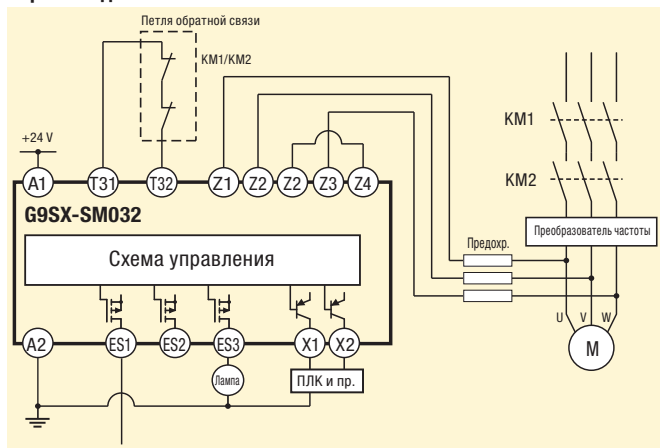 Петля обратной связи
KM1/KM2
+24 V
A1
T31
T32
Z1
Z2
Z2
Z3
Z4
KM1
KM2
G9SX-SM032
Схема управления
Предохр.
Преобразователь частоты
U
V
W
M
A2
ES1
ES2
ES3
X1
X2
Лампа
ПЛК и пр.